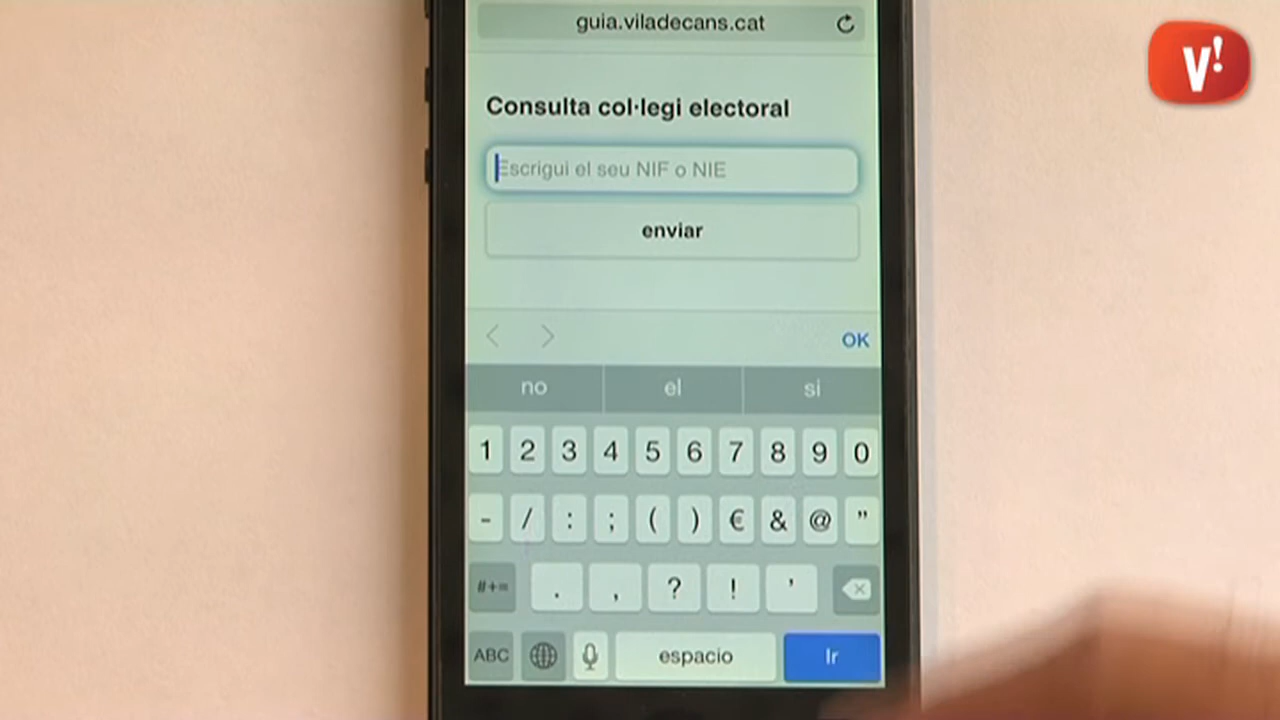 guia.viladecans.cat
V!
Consulta col·legi electoral
Escrigui el seu NIF o NIE
enviar
OK
no el si
1 2 3 4 5 6 7 8 9 0
- / : ; ( ) € & @ ”
#+= . , ? ! ’
ABC espacio Ir